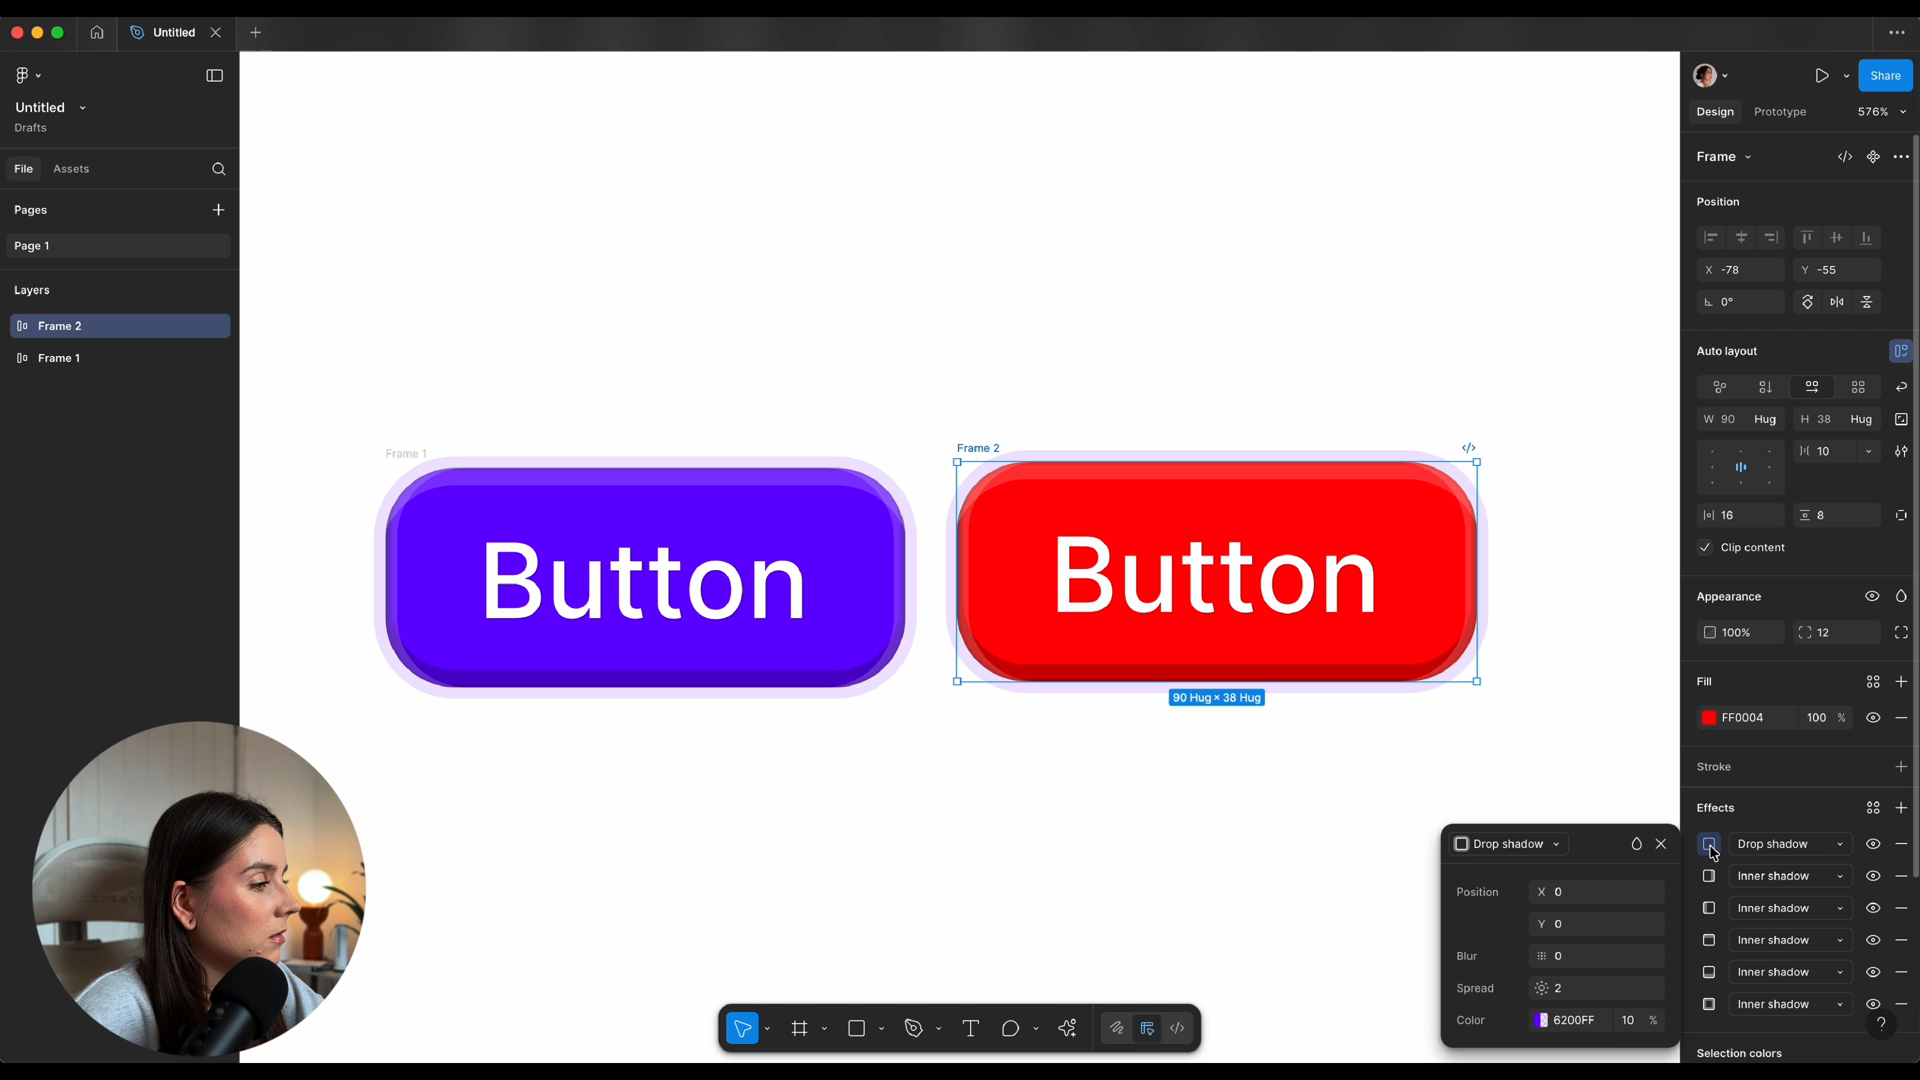 Untitled
Untitled
Drafts
File
Assets
Pages
Page 1
Layers
Frame 2
Frame 1
Frame 1
Button
Frame 2
Button
90 Hug × 38 Hug
Share
Design
Prototype
576%
Frame
Position
X -78
Y -55
0°
Auto layout
W 90 Hug
H 38 Hug
10
16
8
Clip content
Appearance
100%
12
Fill
FF0004 100 %
Stroke
Effects
Drop shadow
Inner shadow
Inner shadow
Inner shadow
Inner shadow
Inner shadow
Selection colors
?
Drop shadow
Position
X 0
Y 0
Blur
0
Spread
2
Color
6200FF 10 %